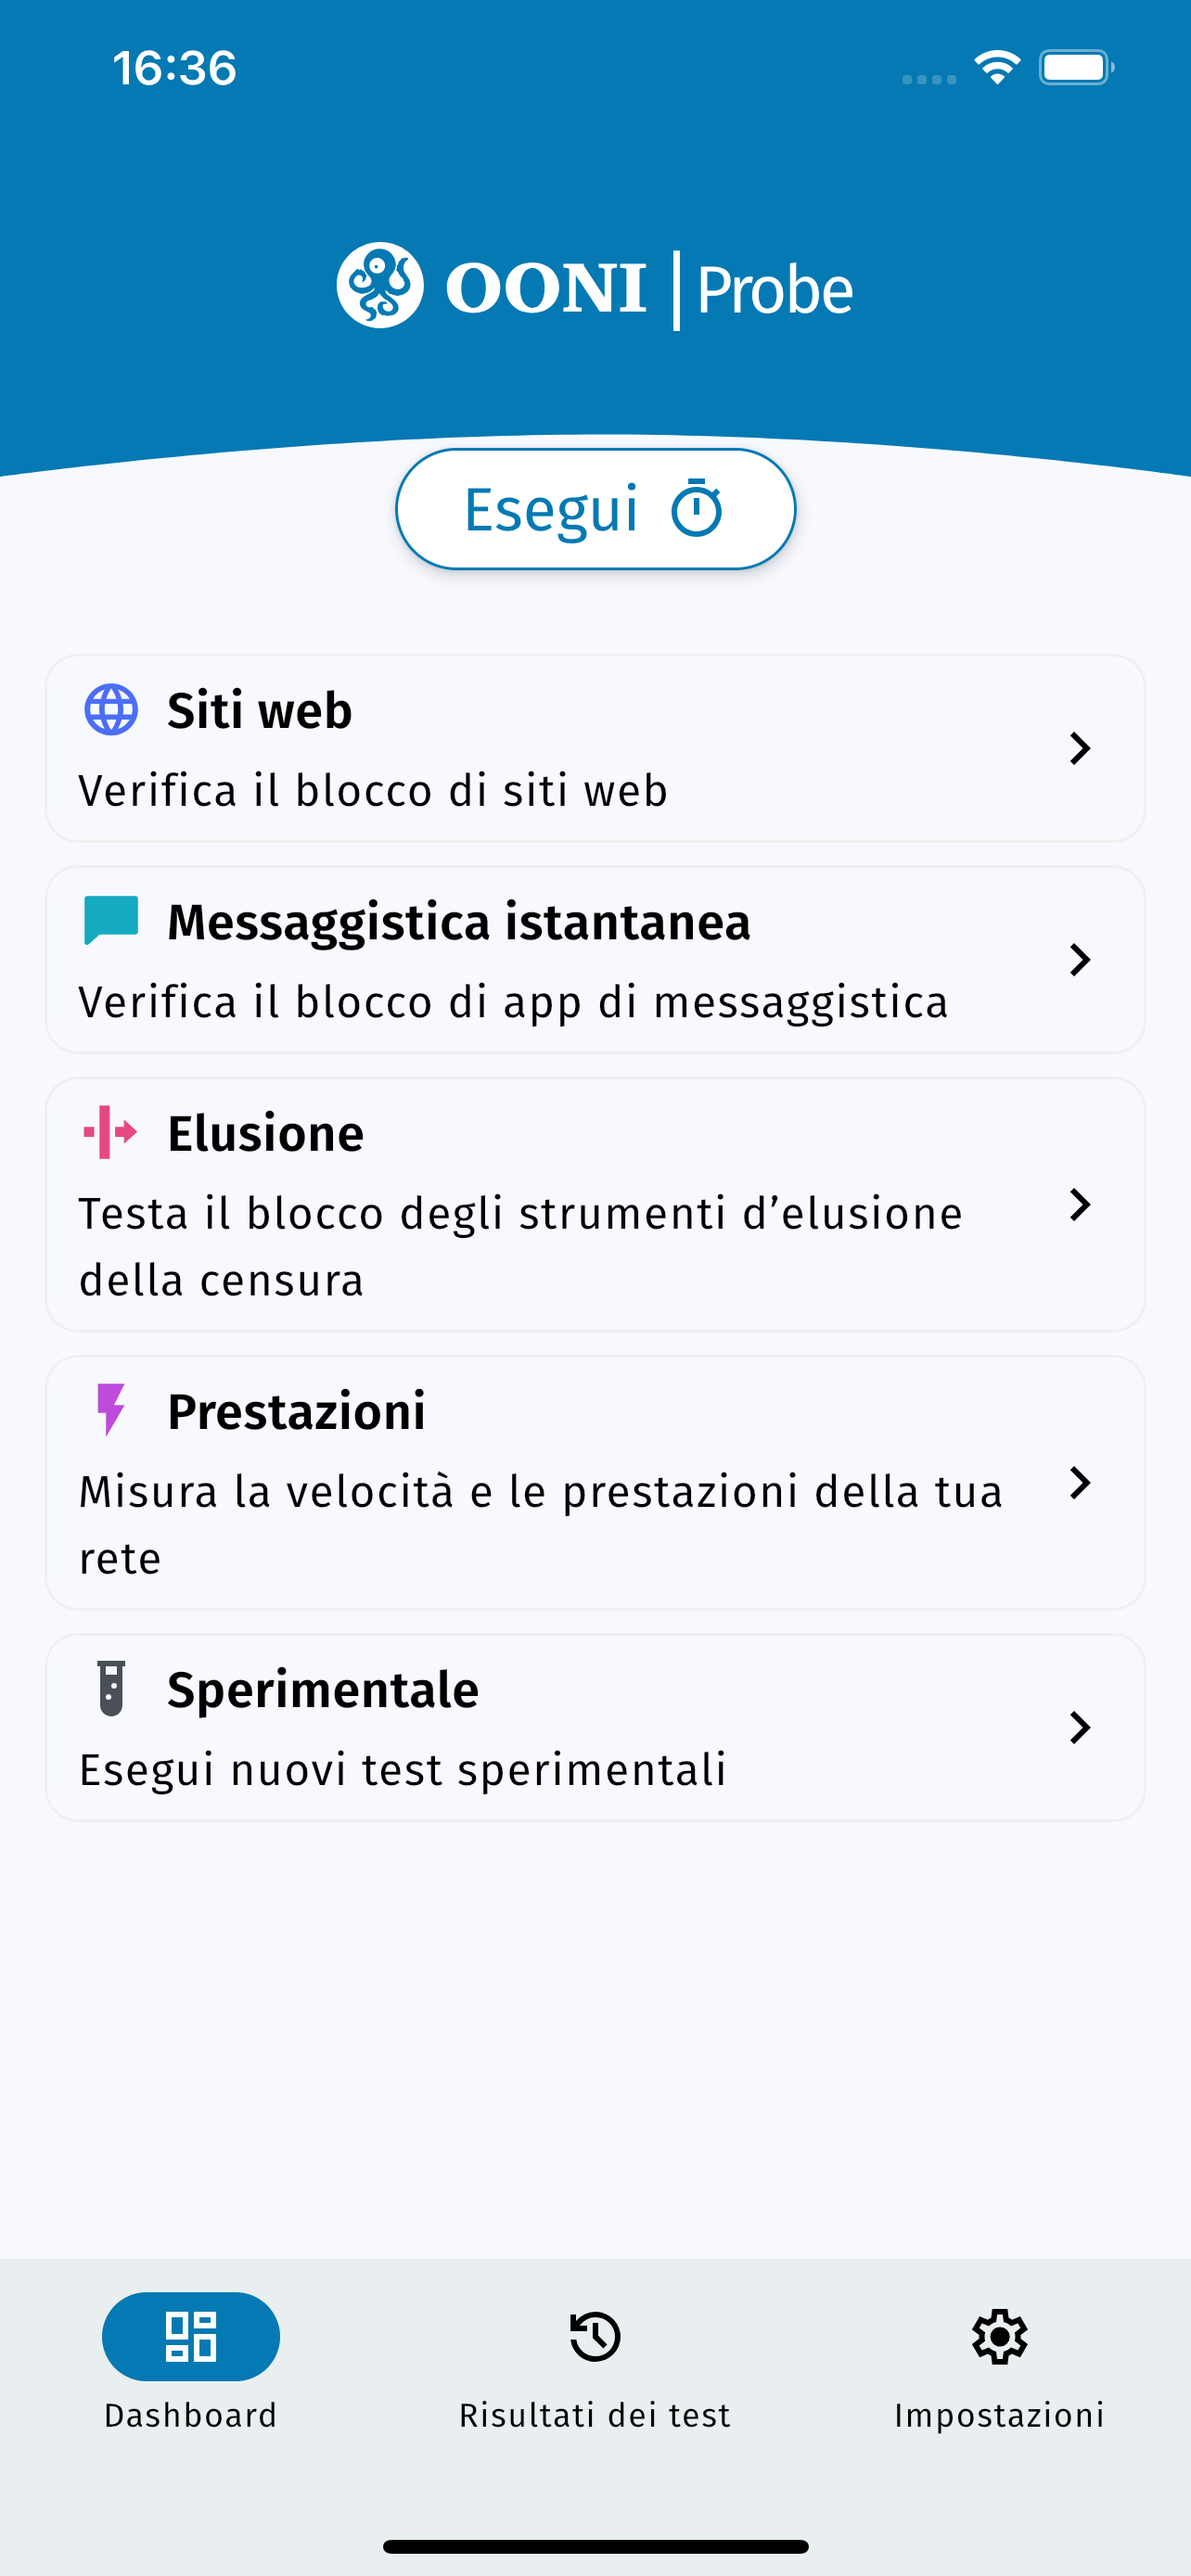 16:36
OONI | Probe
Esegui
Siti web
Verifica il blocco di siti web
Messaggistica istantanea
Verifica il blocco di app di messaggistica
Elusione
Testa il blocco degli strumenti d’elusione
della censura
Prestazioni
Misura la velocità e le prestazioni della tua
rete
Sperimentale
Esegui nuovi test sperimentali
Dashboard
Risultati dei test
Impostazioni